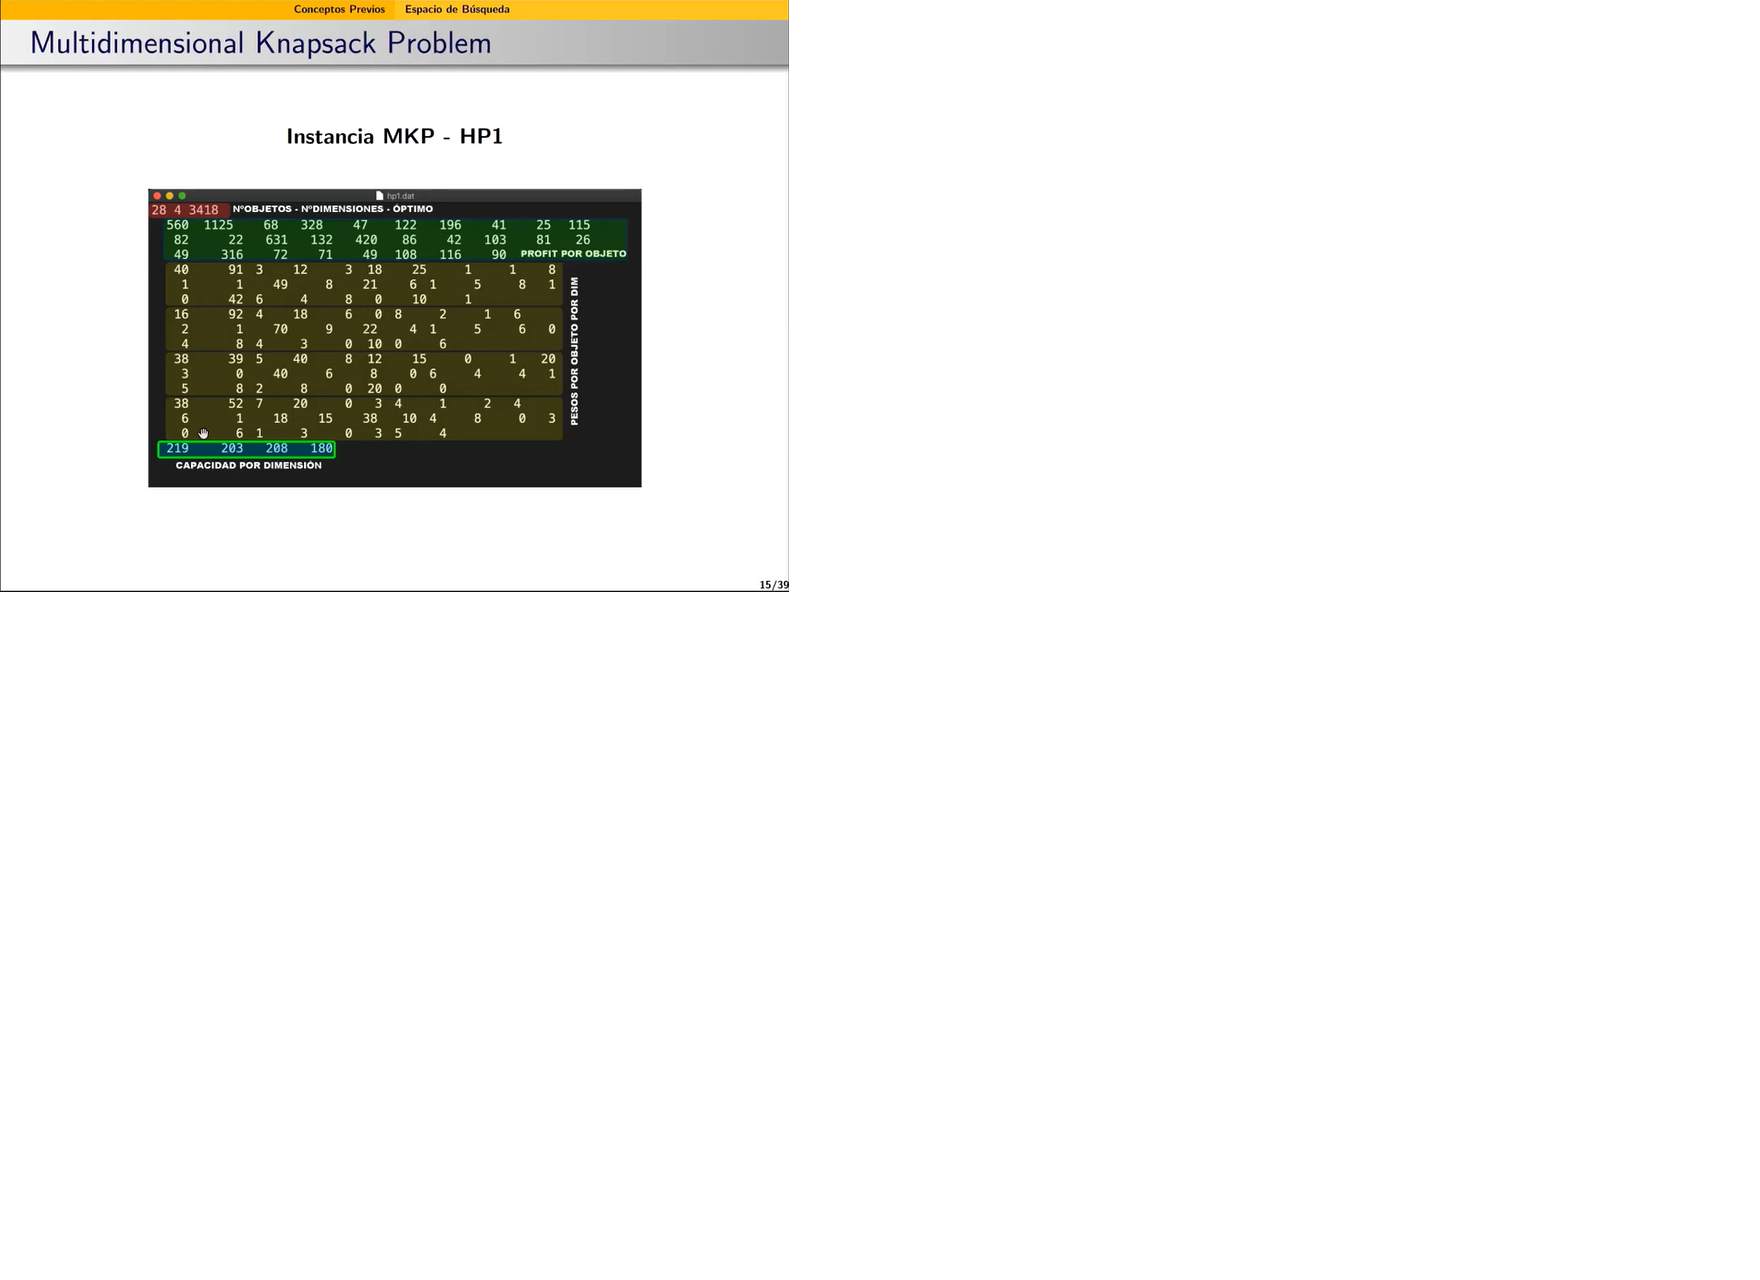 Conceptos Previos Espacio de Búsqueda
Multidimensional Knapsack Problem
Instancia MKP - HP1
hp1.dat
28 4 3418 NºOBJETOS - NºDIMENSIONES - ÓPTIMO
560 1125 68 328 47 122 196 41 25 115
82 22 631 132 420 86 42 103 81 26
49 316 72 71 49 108 116 90 PROFIT POR OBJETO
40 91 3 12 3 18 25 1 1 8
1 1 49 8 21 6 1 5 8 1
0 42 6 4 8 0 10 1
16 92 4 18 6 0 8 2 1 6
2 1 70 9 22 4 1 5 6 0
4 8 4 3 0 10 0 6
38 39 5 40 8 12 15 0 1 20
3 0 40 6 8 0 6 4 4 1
5 8 2 8 0 20 0 0
38 52 7 20 0 3 4 1 2 4
6 1 18 15 38 10 4 8 0 3
0 6 1 3 0 3 5 4
PESOS POR OBJETO POR DIM
219 203 208 180
CAPACIDAD POR DIMENSIÓN
15/39